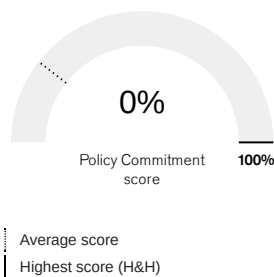 0%
Policy Commitment
score
100%
Average score
Highest score (H&H)